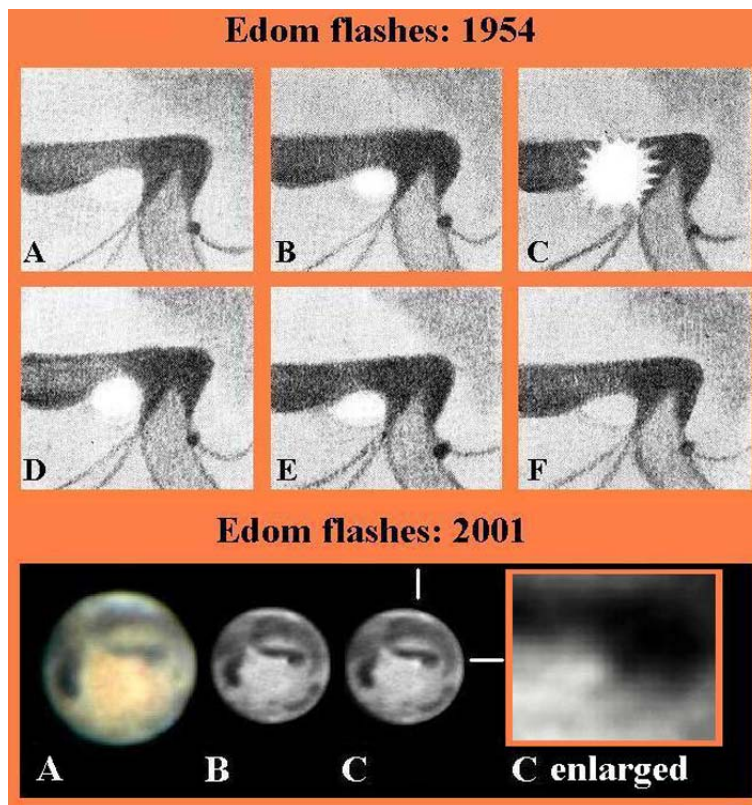 Edom flashes: 1954
A B C
D E F
Edom flashes: 2001
A B C C enlarged